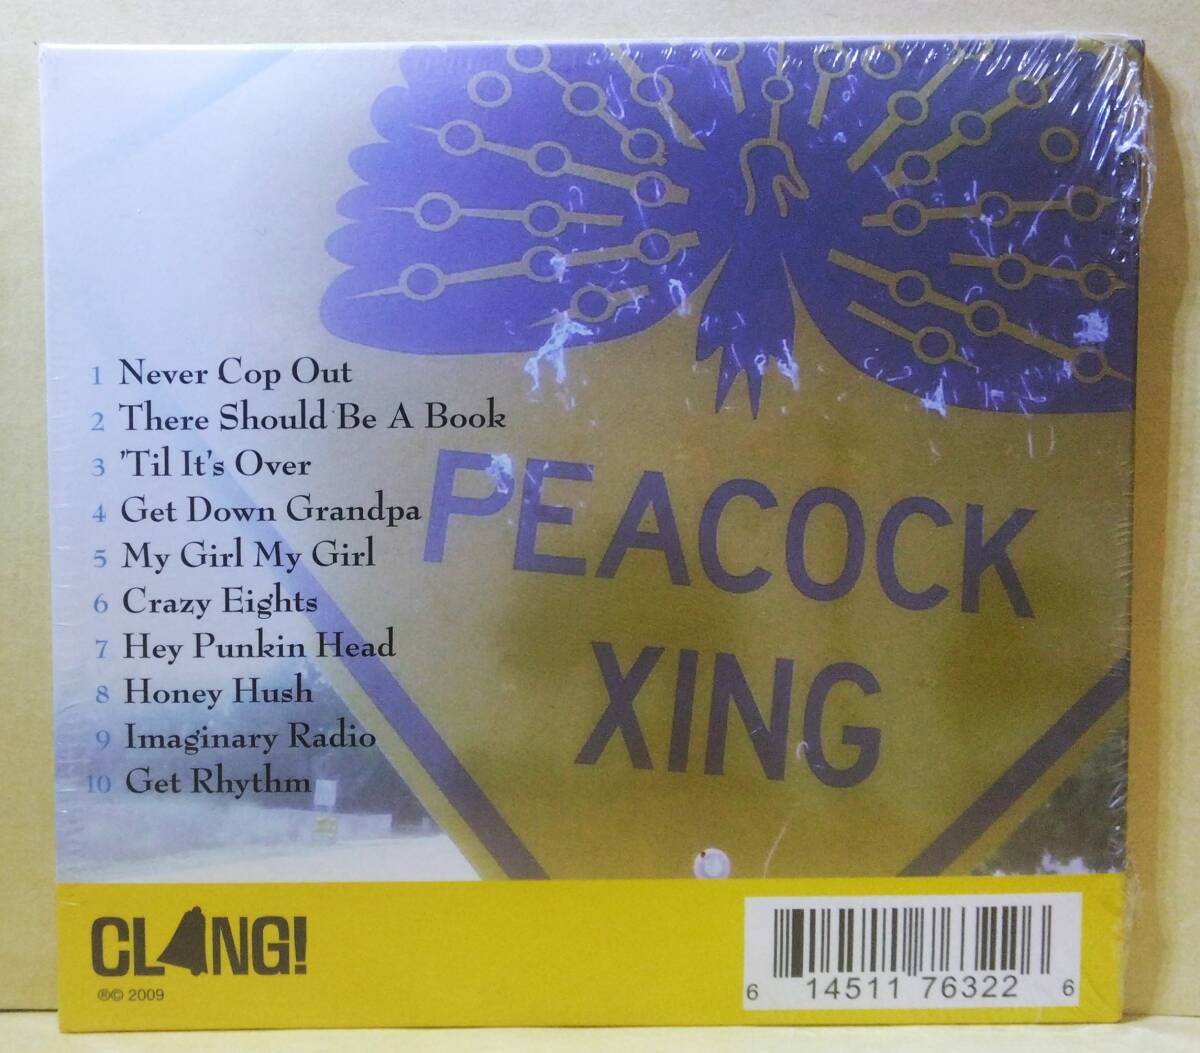 1 Never Cop Out
2 There Should Be A Book
3 'Til It's Over
4 Get Down Grandpa
5 My Girl My Girl
6 Crazy Eights
7 Hey Punkin Head
8 Honey Hush
9 Imaginary Radio
10 Get Rhythm
PEACOCK
XING
CLANG!
®© 2009
6 14511 76322 6